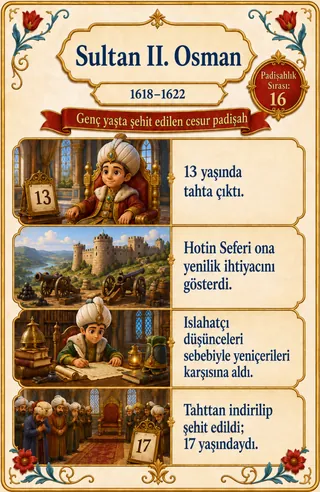 Sultan II. Osman
1618–1622
Padişahlık
Sırası:
16
Genç yaşta şehit edilen cesur padişah
13
13 yaşında
tahta çıktı.
Hotin Seferi ona
yenilik ihtiyacını
gösterdi.
Islahatçı
düşünceleri
sebebiyle yeniçerileri
karşısına aldı.
17
Tahttan indirilip
şehit edildi;
17 yaşındaydı.